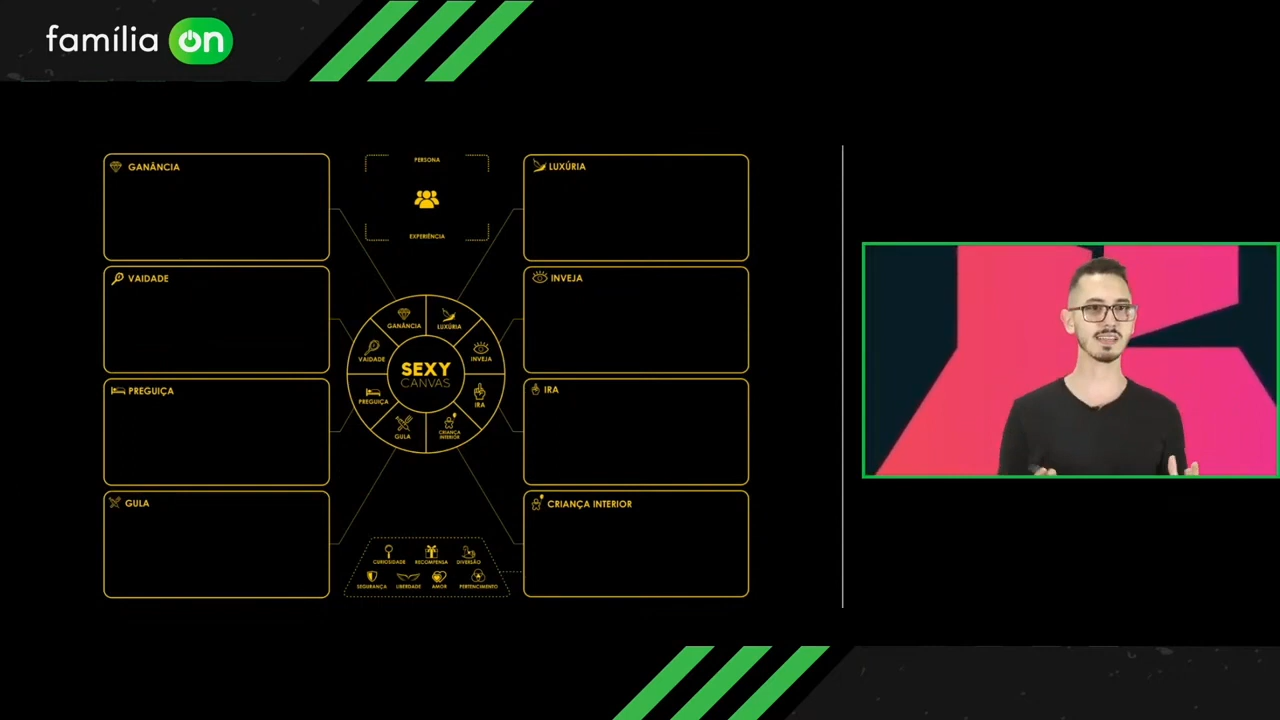 família on
GANÂNCIA
VAIDADE
PREGUIÇA
GULA
PERSONA
EXPERIÊNCIA
GANÂNCIA
LUXÚRIA
VAIDADE
INVEJA
SEXY
CANVAS
PREGUIÇA
IRA
GULA
CRIANÇA
INTERIOR
CURIOSIDADE RECOMPENSA DIVERSÃO
SEGURANÇA LIBERDADE AMOR PERTENCIMENTO
LUXÚRIA
INVEJA
IRA
CRIANÇA INTERIOR